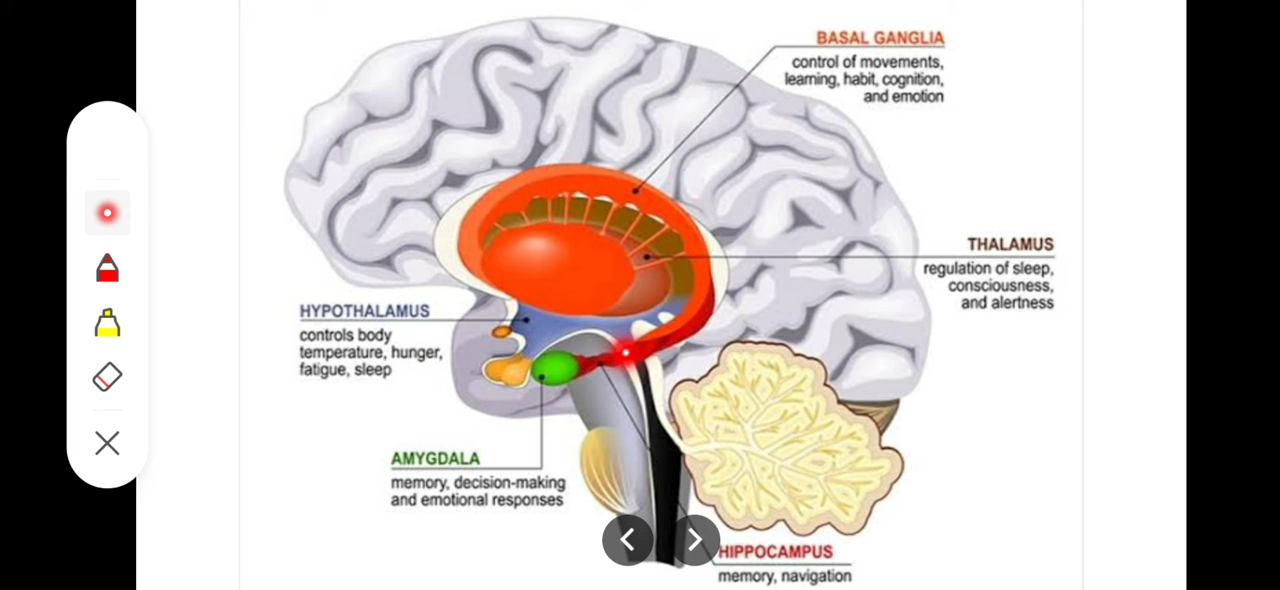 BASAL GANGLIA
control of movements,
learning, habit, cognition,
and emotion
THALAMUS
regulation of sleep,
consciousness,
and alertness
HYPOTHALAMUS
controls body
temperature, hunger,
fatigue, sleep
AMYGDALA
memory, decision-making
and emotional responses
HIPPOCAMPUS
memory, navigation